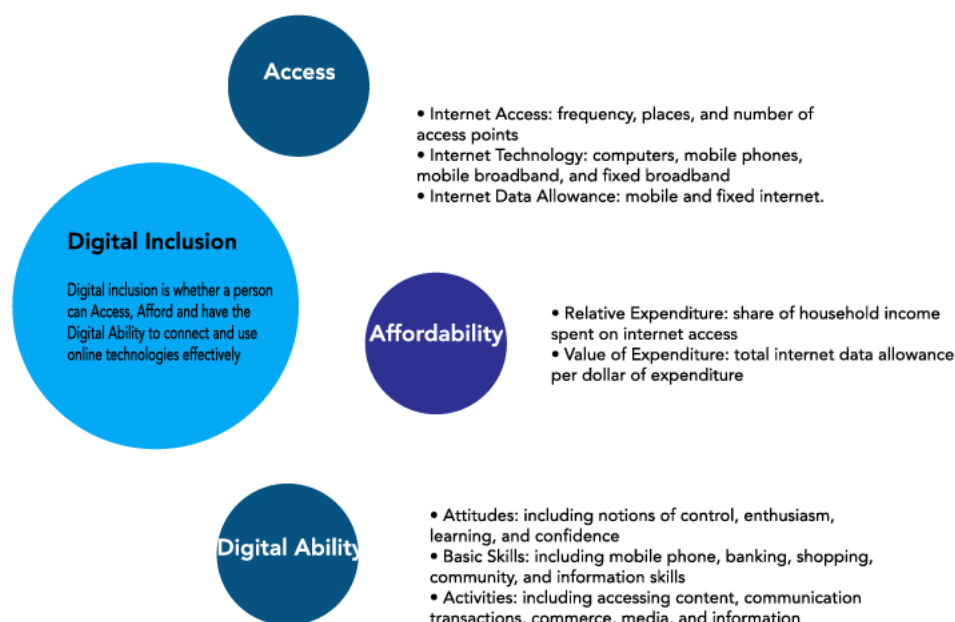 Access
• Internet Access: frequency, places, and number of
access points
• Internet Technology: computers, mobile phones,
mobile broadband, and fixed broadband
• Internet Data Allowance: mobile and fixed internet.
Digital Inclusion
Digital inclusion is whether a person
can Access, Afford and have the
Digital Ability to connect and use
online technologies effectively
Affordability
• Relative Expenditure: share of household income
spent on internet access
• Value of Expenditure: total internet data allowance
per dollar of expenditure
Digital Ability
• Attitudes: including notions of control, enthusiasm,
learning, and confidence
• Basic Skills: including mobile phone, banking, shopping,
community, and information skills
• Activities: including accessing content, communication
transactions, commerce, media, and information